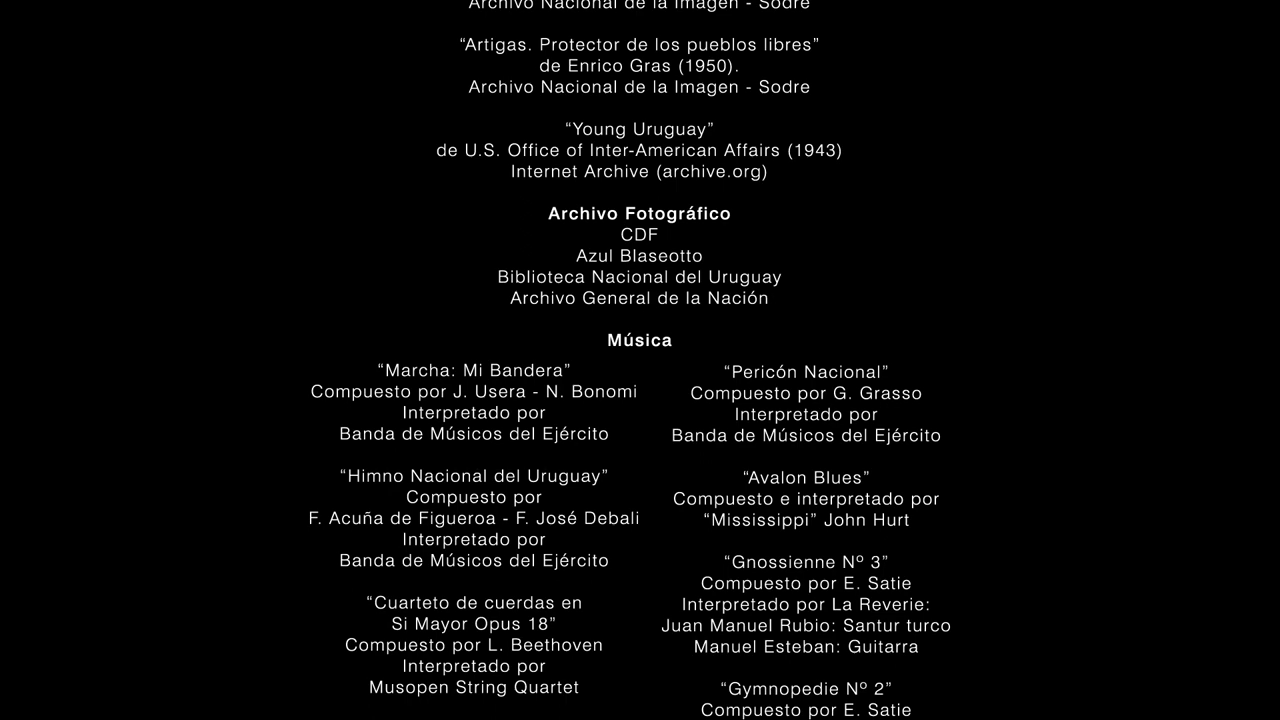 Archivo Nacional de la Imagen - Sodre
“Artigas. Protector de los pueblos libres”
de Enrico Gras (1950).
Archivo Nacional de la Imagen - Sodre
“Young Uruguay”
de U.S. Office of Inter-American Affairs (1943)
Internet Archive (archive.org)
Archivo Fotográfico
CDF
Azul Blaseotto
Biblioteca Nacional del Uruguay
Archivo General de la Nación
Música
“Marcha: Mi Bandera”
Compuesto por J. Usera - N. Bonomi
Interpretado por
Banda de Músicos del Ejército
“Himno Nacional del Uruguay”
Compuesto por
F. Acuña de Figueroa - F. José Debali
Interpretado por
Banda de Músicos del Ejército
“Cuarteto de cuerdas en
Si Mayor Opus 18”
Compuesto por L. Beethoven
Interpretado por
Musopen String Quartet
“Pericón Nacional”
Compuesto por G. Grasso
Interpretado por
Banda de Músicos del Ejército
“Avalon Blues”
Compuesto e interpretado por
“Mississippi” John Hurt
“Gnossienne Nº 3”
Compuesto por E. Satie
Interpretado por La Reverie:
Juan Manuel Rubio: Santur turco
Manuel Esteban: Guitarra
“Gymnopedie Nº 2”
Compuesto por E. Satie